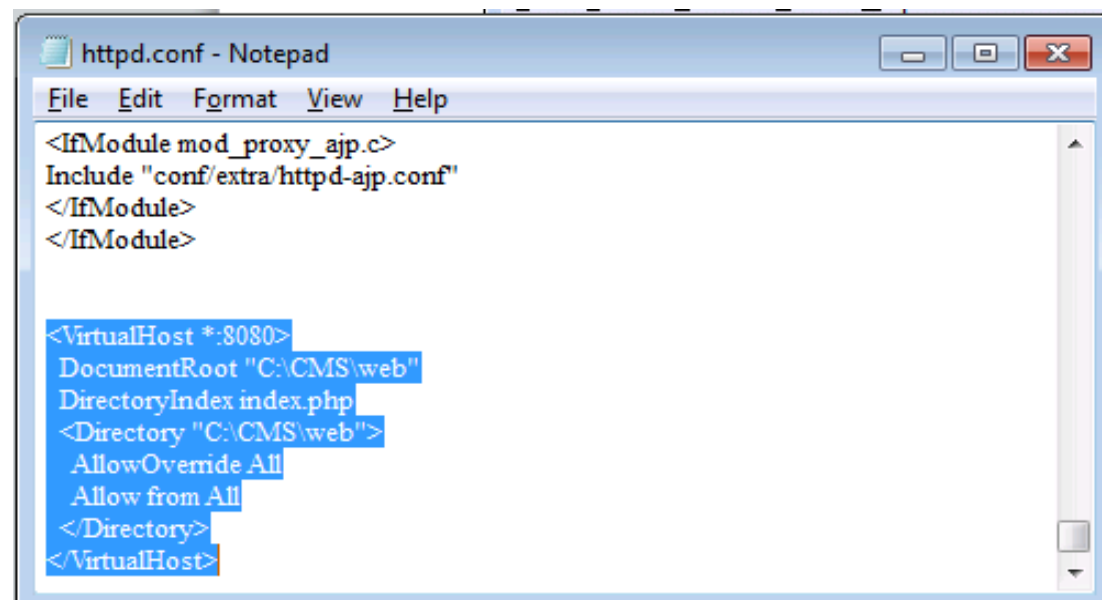 httpd.conf - Notepad
File Edit Format View Help
<IfModule mod_proxy_ajp.c>
Include "conf/extra/httpd-ajp.conf"
</IfModule>
</IfModule>
<VirtualHost *:8080>
DocumentRoot "C:\CMS\web"
DirectoryIndex index.php
<Directory "C:\CMS\web">
AllowOverride All
Allow from All
</Directory>
</VirtualHost>